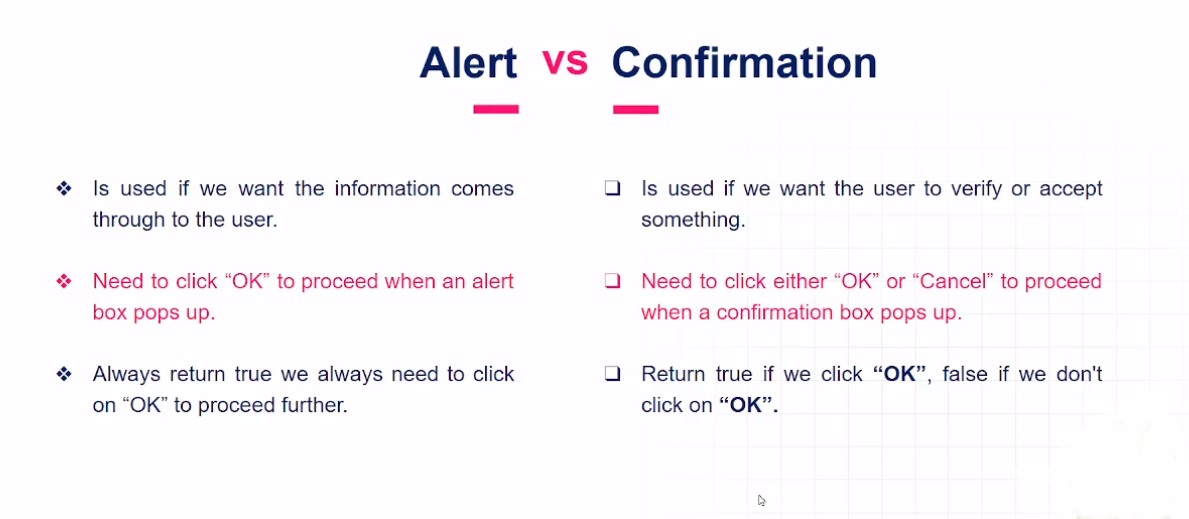 Alert vs Confirmation
Is used if we want the information comes
through to the user.
Need to click “OK” to proceed when an alert
box pops up.
Always return true we always need to click
on “OK” to proceed further.
Is used if we want the user to verify or accept
something.
Need to click either “OK” or “Cancel” to proceed
when a confirmation box pops up.
Return true if we click “OK”, false if we don't
click on “OK”.